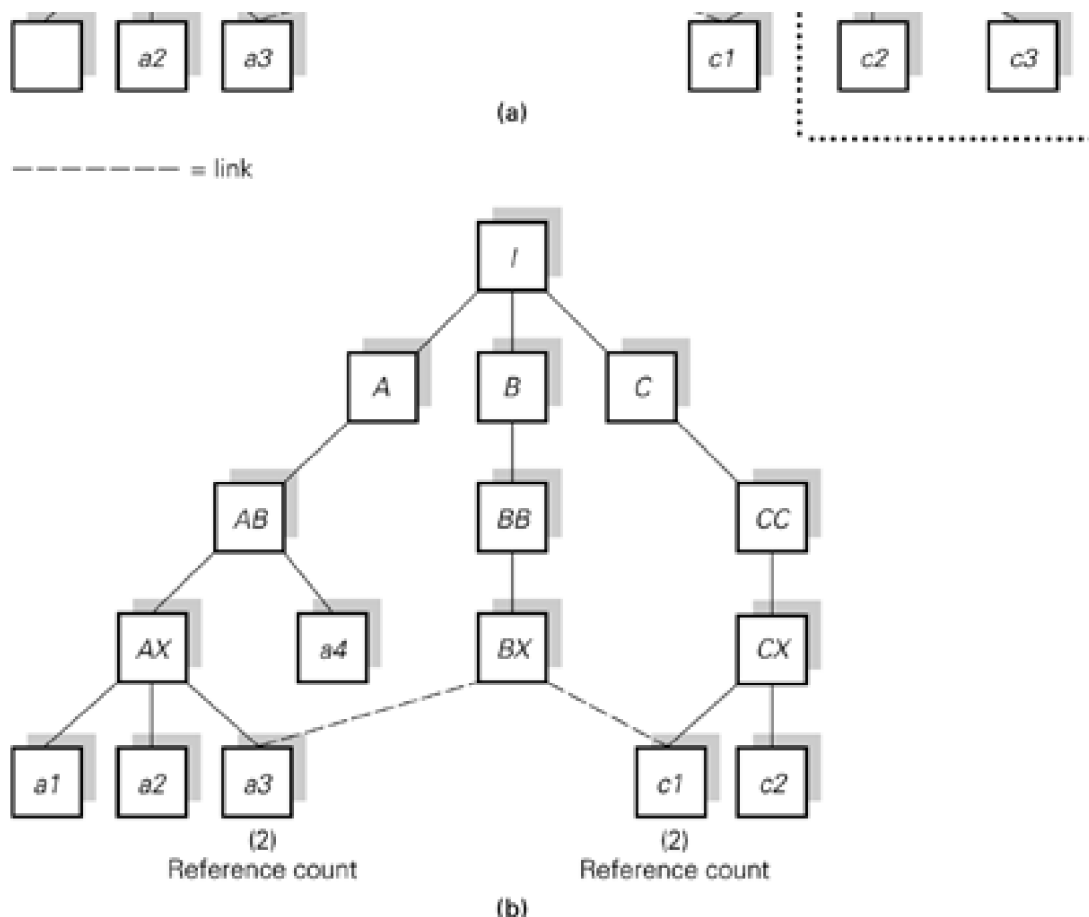 a2 a3 c1 c2 c3
(a)
= link
I
A B C
AB BB CC
AX a4 BX CX
a1 a2 a3 c1 c2
(2) (2)
Reference count Reference count
(b)